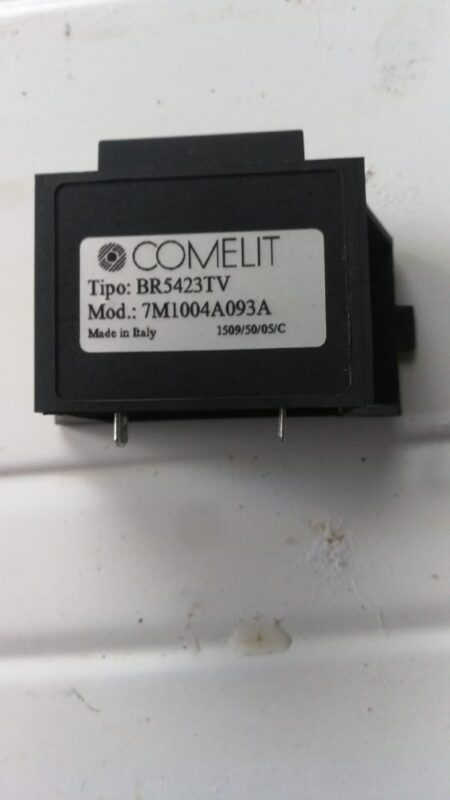 COMELIT
Tipo: BR5423TV
Mod.: 7M1004A093A
Made in Italy 1509/50/05/C